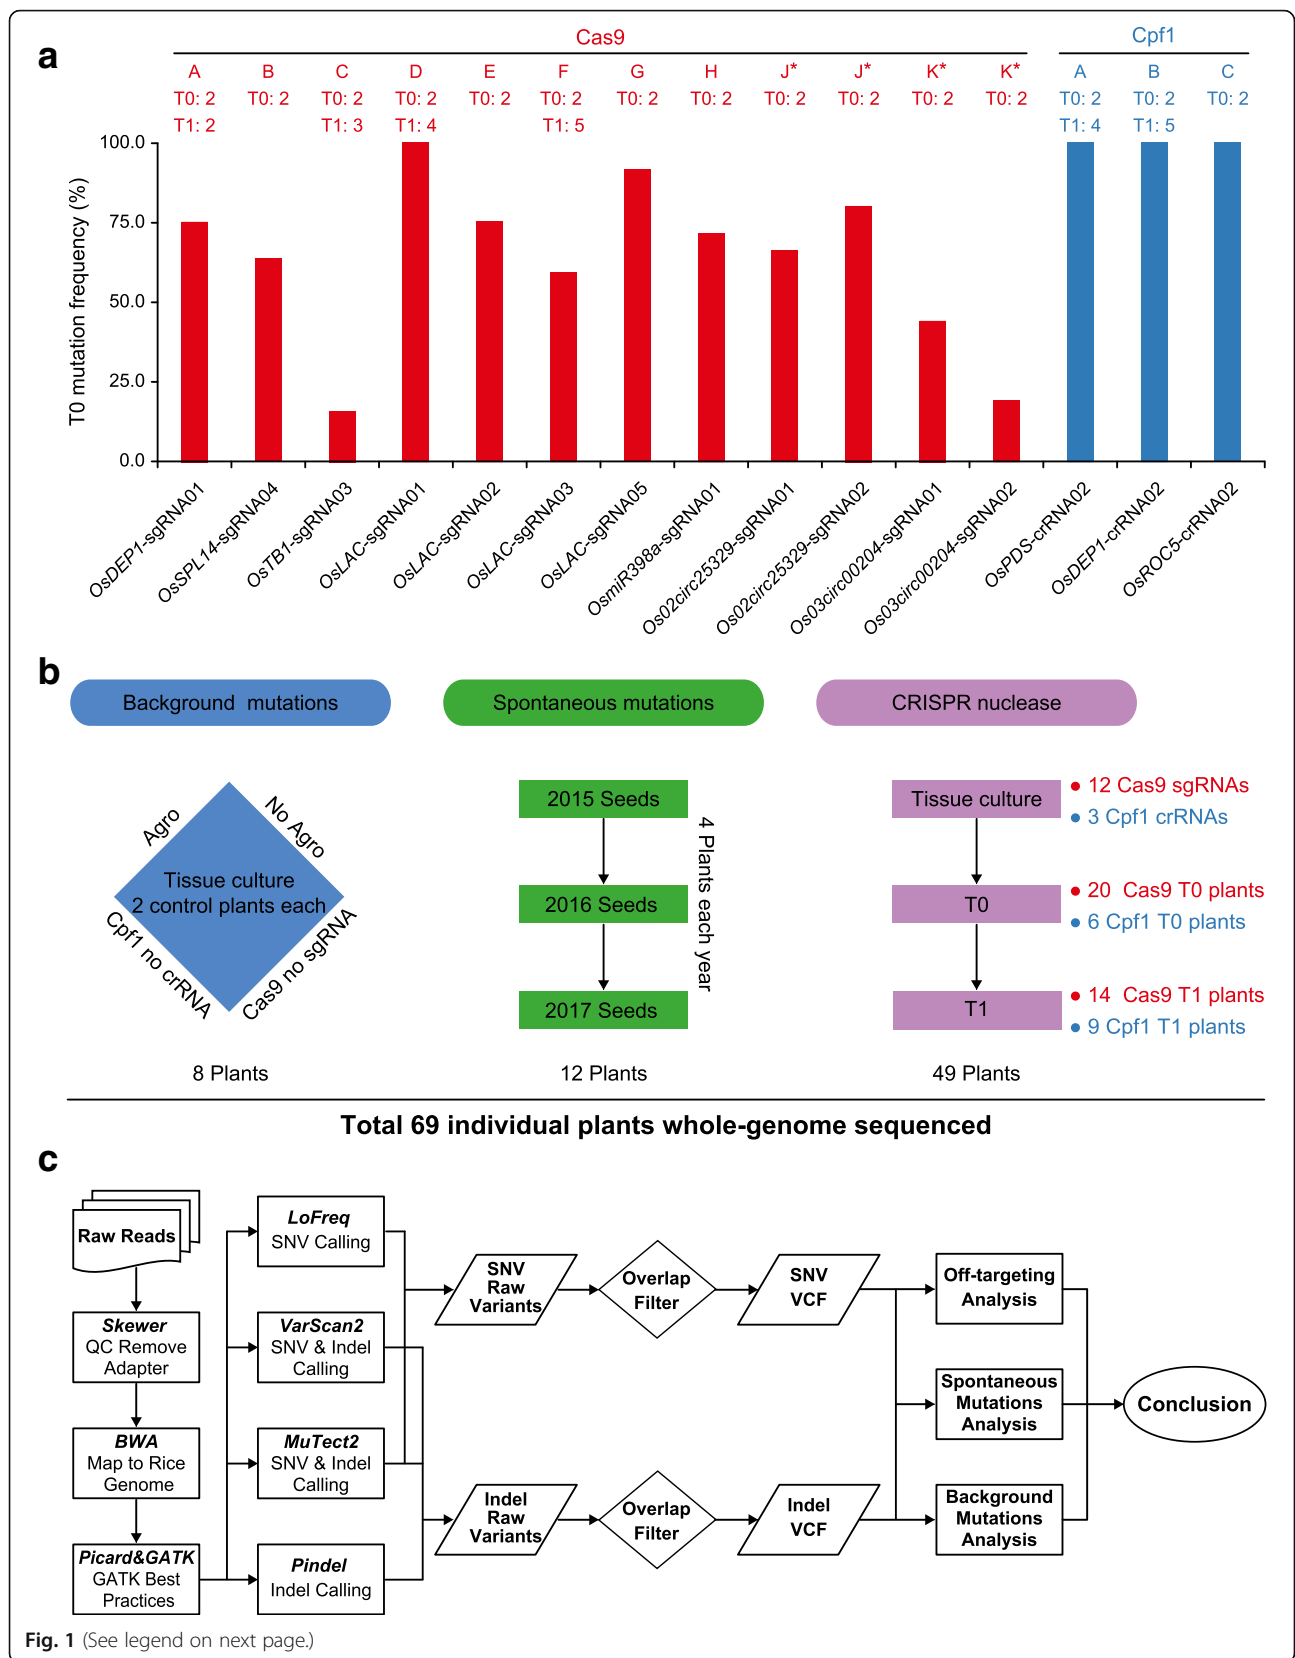 a
Cas9
Cpf1
A B C D E F G H J* J* K* K* A B C
T0: 2 T0: 2 T0: 2 T0: 2 T0: 2 T0: 2 T0: 2 T0: 2 T0: 2 T0: 2 T0: 2 T0: 2 T0: 2 T0: 2 T0: 2
T1: 2 T1: 3 T1: 4 T1: 5 T1: 4 T1: 5
T0 mutation frequency (%)
100.0
75.0
50.0
25.0
0.0
OsDEP1-sgRNA01
OsSPL14-sgRNA04
OsTB1-sgRNA03
OsLAC-sgRNA01
OsLAC-sgRNA02
OsLAC-sgRNA03
OsLAC-sgRNA05
OsmiR398a-sgRNA01
Os02circ25329-sgRNA01
Os02circ25329-sgRNA02
Os03circ00204-sgRNA01
Os03circ00204-sgRNA02
OsPDS-crRNA02
OsDEP1-crRNA02
OsROC5-crRNA02
b
Background mutations
Agro
No Agro
Tissue culture
2 control plants each
Cpf1 no crRNA
Cas9 no sgRNA
8 Plants
Spontaneous mutations
2015 Seeds
2016 Seeds
2017 Seeds
4 Plants each year
12 Plants
CRISPR nuclease
Tissue culture
• 12 Cas9 sgRNAs
• 3 Cpf1 crRNAs
T0
• 20 Cas9 T0 plants
• 6 Cpf1 T0 plants
T1
• 14 Cas9 T1 plants
• 9 Cpf1 T1 plants
49 Plants
Total 69 individual plants whole-genome sequenced
c
Raw Reads
Skewer
QC Remove
Adapter
BWA
Map to Rice
Genome
Picard&GATK
GATK Best
Practices
LoFreq
SNV Calling
VarScan2
SNV & Indel
Calling
MuTect2
SNV & Indel
Calling
Pindel
Indel Calling
SNV
Raw
Variants
Overlap
Filter
SNV
VCF
Indel
Raw
Variants
Overlap
Filter
Indel
VCF
Off-targeting
Analysis
Spontaneous
Mutations
Analysis
Background
Mutations
Analysis
Conclusion
Fig. 1 (See legend on next page.)